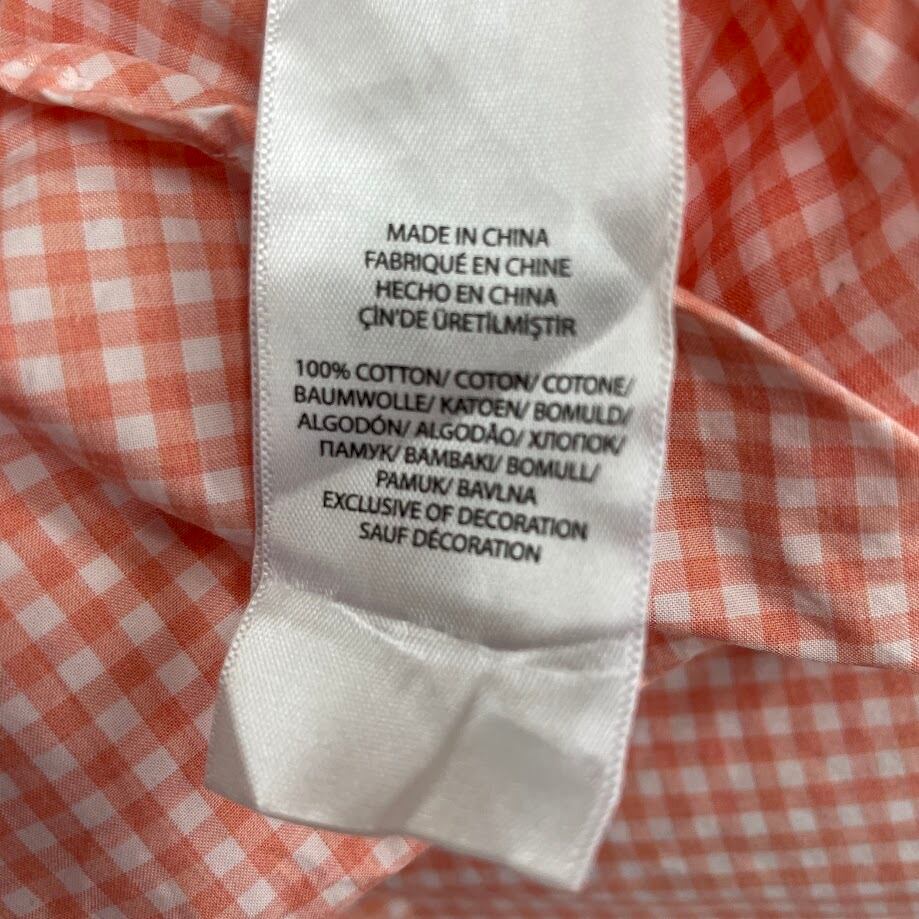 MADE IN CHINA
FABRIQUÉ EN CHINE
HECHO EN CHINA
ÇİN'DE ÜRETİLMİŞTİR
100% COTTON/ COTON/ COTONE/
BAUMWOLLE/ KATOEN/ BOMULD/
ALGODÓN/ ALGODÃO/ ХЛОПОК/
ПАМУК/ ΒΑΜΒΑΚΙ/ BOMULL/
PAMUK/ BAVLNA
EXCLUSIVE OF DECORATION
SAUF DÉCORATION